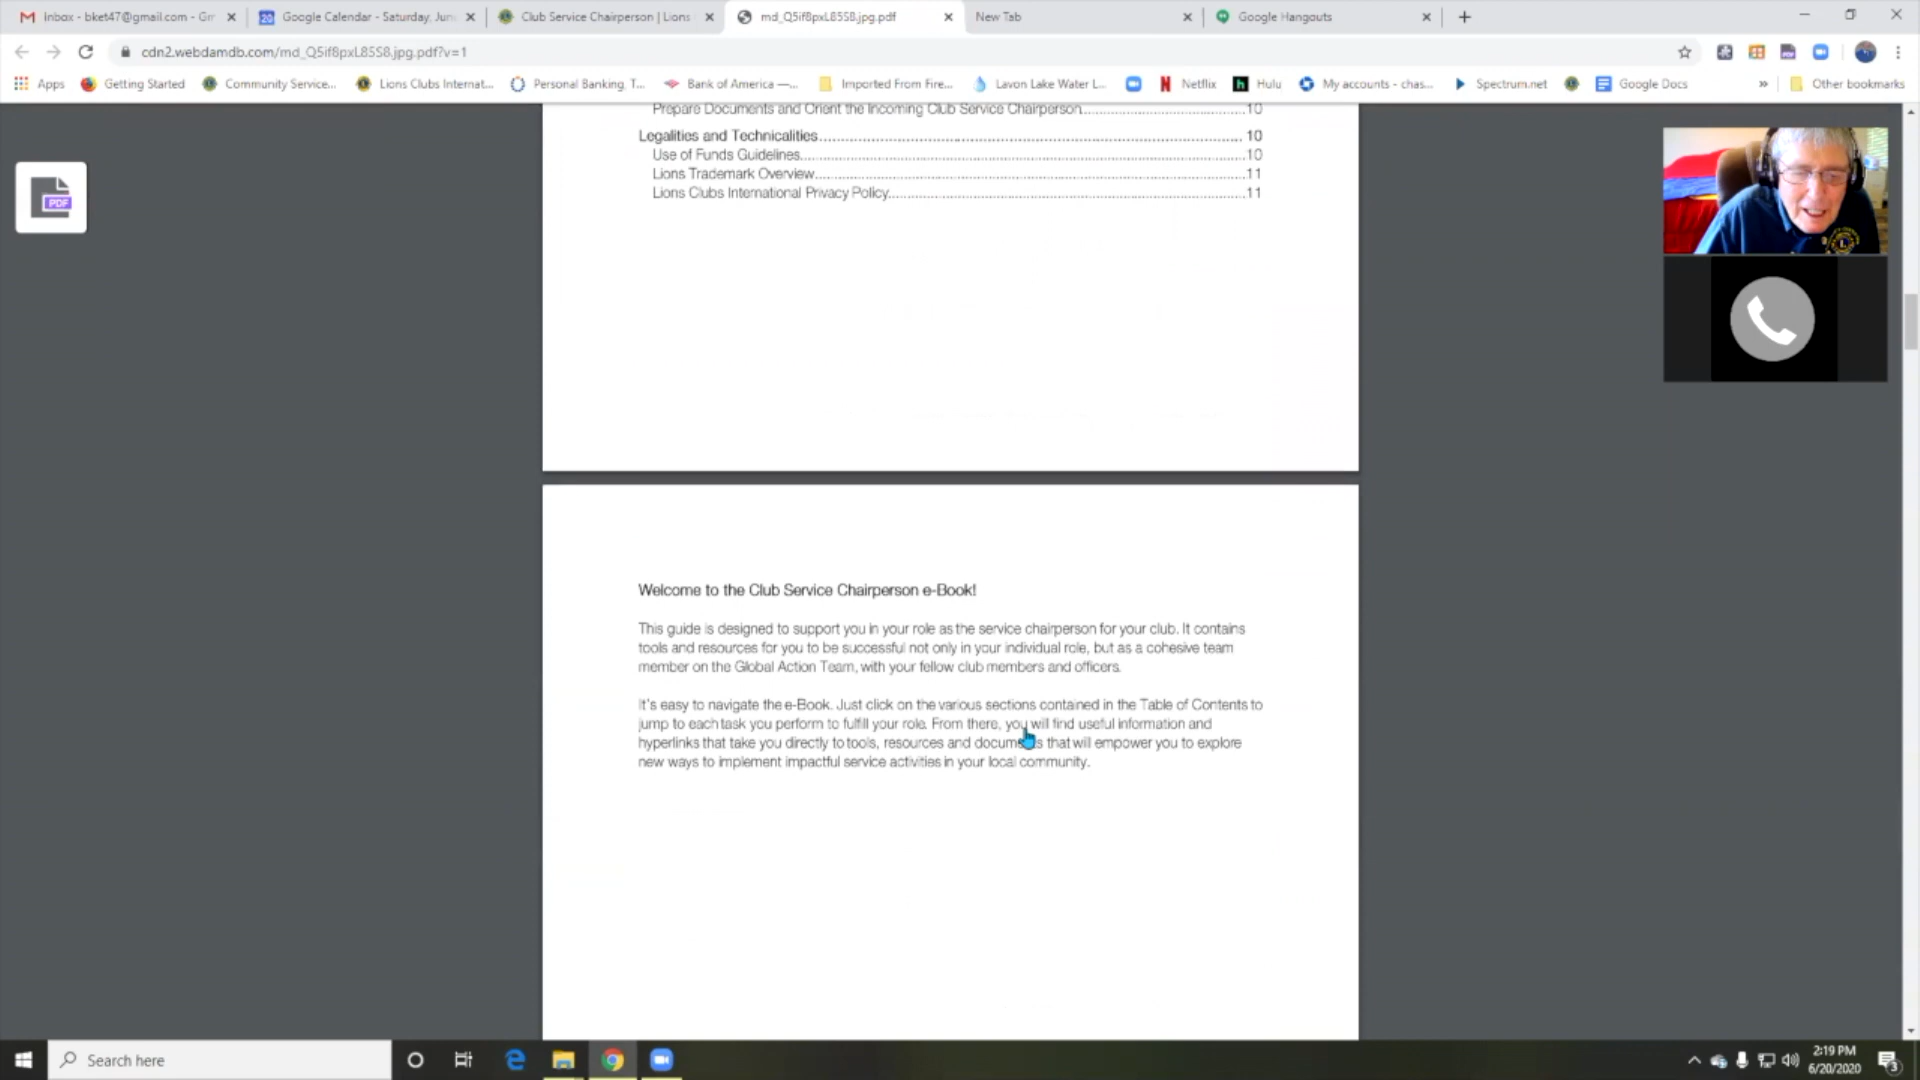 Inbox - bket47@gmail.com - Gm
Google Calendar - Saturday, Jun
Club Service Chairperson | Lions
md_Q5if8pxL85S8.jpg.pdf
New Tab
Google Hangouts
cdn2.webdamdb.com/md_Q5if8pxL85S8.jpg.pdf?v=1
Apps
Getting Started
Community Service...
Lions Clubs Internat...
Personal Banking, T...
Bank of America —...
Imported From Fire...
Lavon Lake Water L...
Netflix
Hulu
My accounts - chas...
Spectrum.net
Google Docs
»
Other bookmarks
PDF
Prepare Documents and Orient the Incoming Club Service Chairperson 10
Legalities and Technicalities 10
Use of Funds Guidelines 10
Lions Trademark Overview 11
Lions Clubs International Privacy Policy 11
Welcome to the Club Service Chairperson e-Book!
This guide is designed to support you in your role as the service chairperson for your club. It contains
tools and resources for you to be successful not only in your individual role, but as a cohesive team
member on the Global Action Team, with your fellow club members and officers.
It's easy to navigate the e-Book. Just click on the various sections contained in the Table of Contents to
jump to each task you perform to fulfill your role. From there, you will find useful information and
hyperlinks that take you directly to tools, resources and documents that will empower you to explore
new ways to implement impactful service activities in your local community.
Search here
2:19 PM
6/20/2020
3